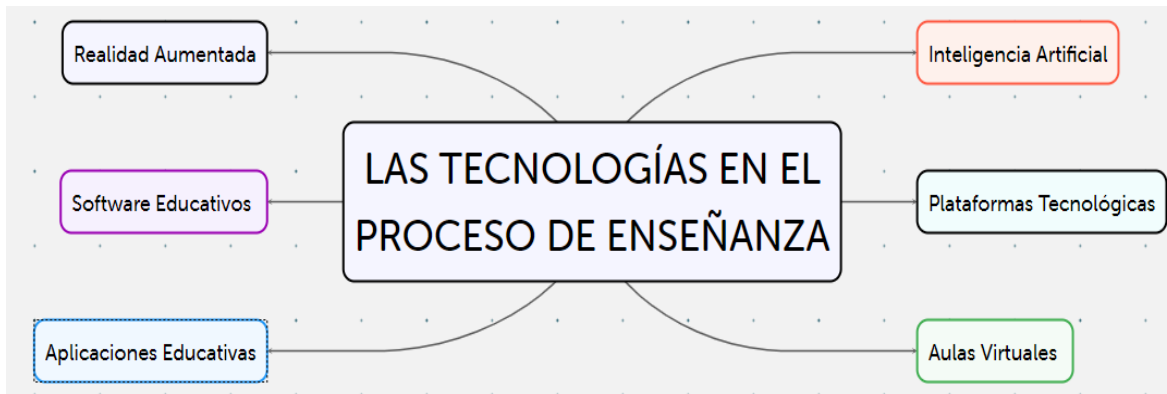 Realidad Aumentada
Inteligencia Artificial
LAS TECNOLOGÍAS EN EL
PROCESO DE ENSEÑANZA
Software Educativos
Plataformas Tecnológicas
Aplicaciones Educativas
Aulas Virtuales